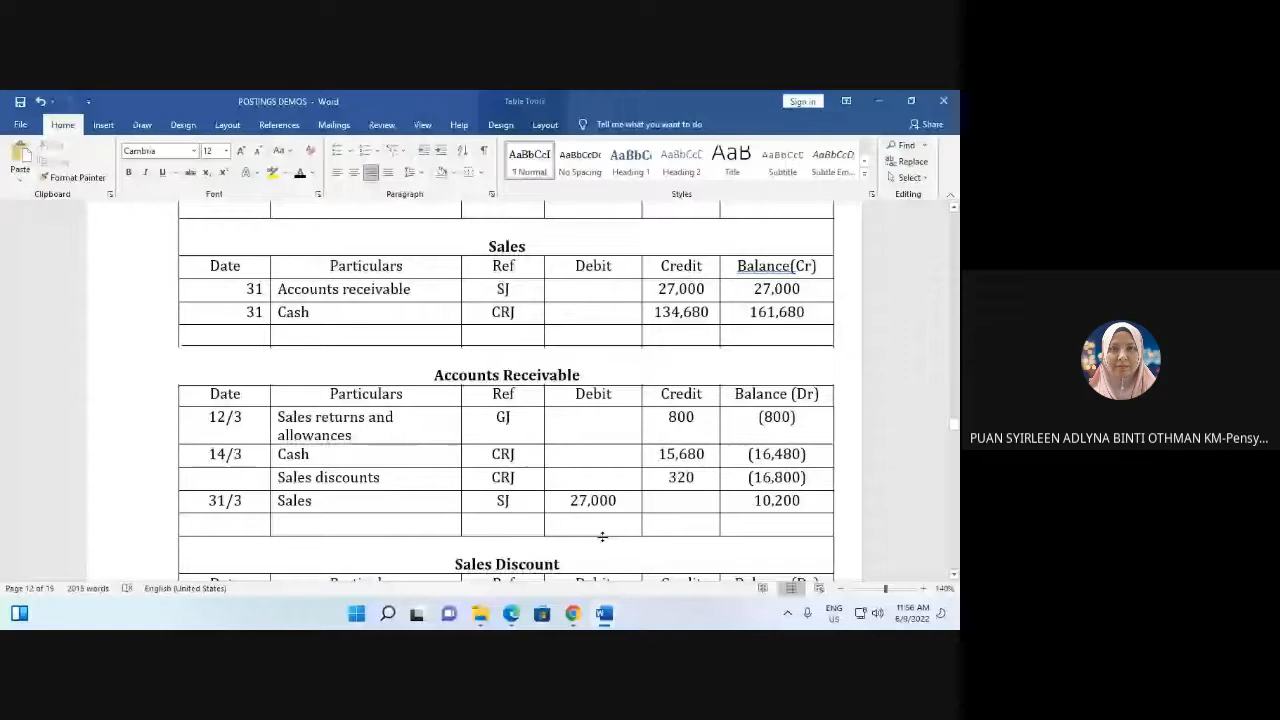 POSTINGS DEMOS - Word
Table Tools
Sign in
File Home Insert Draw Design Layout References Mailings Review View Help Design Layout Tell me what you want to do Share
Paste
Format Painter
Clipboard
Cambria 12
Font
Paragraph
AaBbCcI AaBbCcDc AaBbC AaBbCcI AaB AaBbCcD AaBbCcD
¶ Normal No Spacing Heading 1 Heading 2 Title Subtitle Subtle Em...
Styles
Find
Replace
Select
Editing
Sales
Date Particulars Ref Debit Credit Balance(Cr)
31 Accounts receivable SJ 27,000 27,000
31 Cash CRJ 134,680 161,680
Accounts Receivable
Date Particulars Ref Debit Credit Balance (Dr)
12/3 Sales returns and allowances GJ 800 (800)
14/3 Cash CRJ 15,680 (16,480)
Sales discounts CRJ 320 (16,800)
31/3 Sales SJ 27,000 10,200
Sales Discount
Page 12 of 15 2015 words English (United States) 140%
ENG US
11:56 AM
6/9/2022
PUAN SYIRLEEN ADLYNA BINTI OTHMAN KM-Pensy...